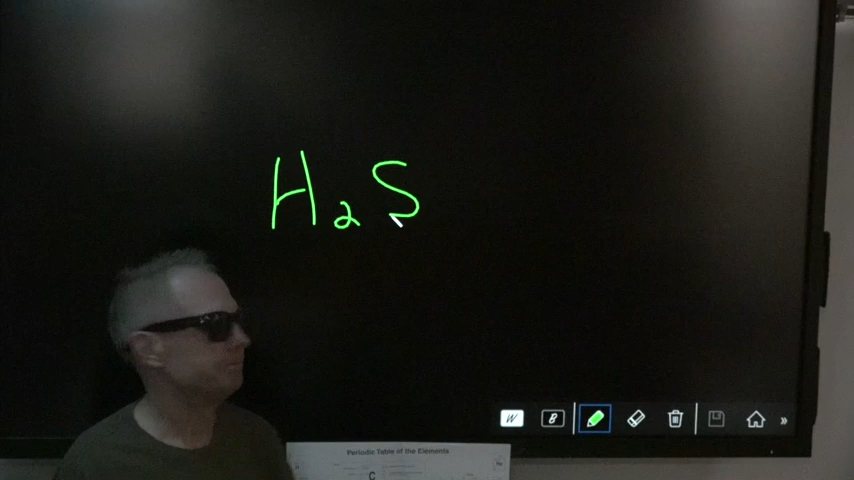 H₂S
W B »
Periodic Table of the Elements
C